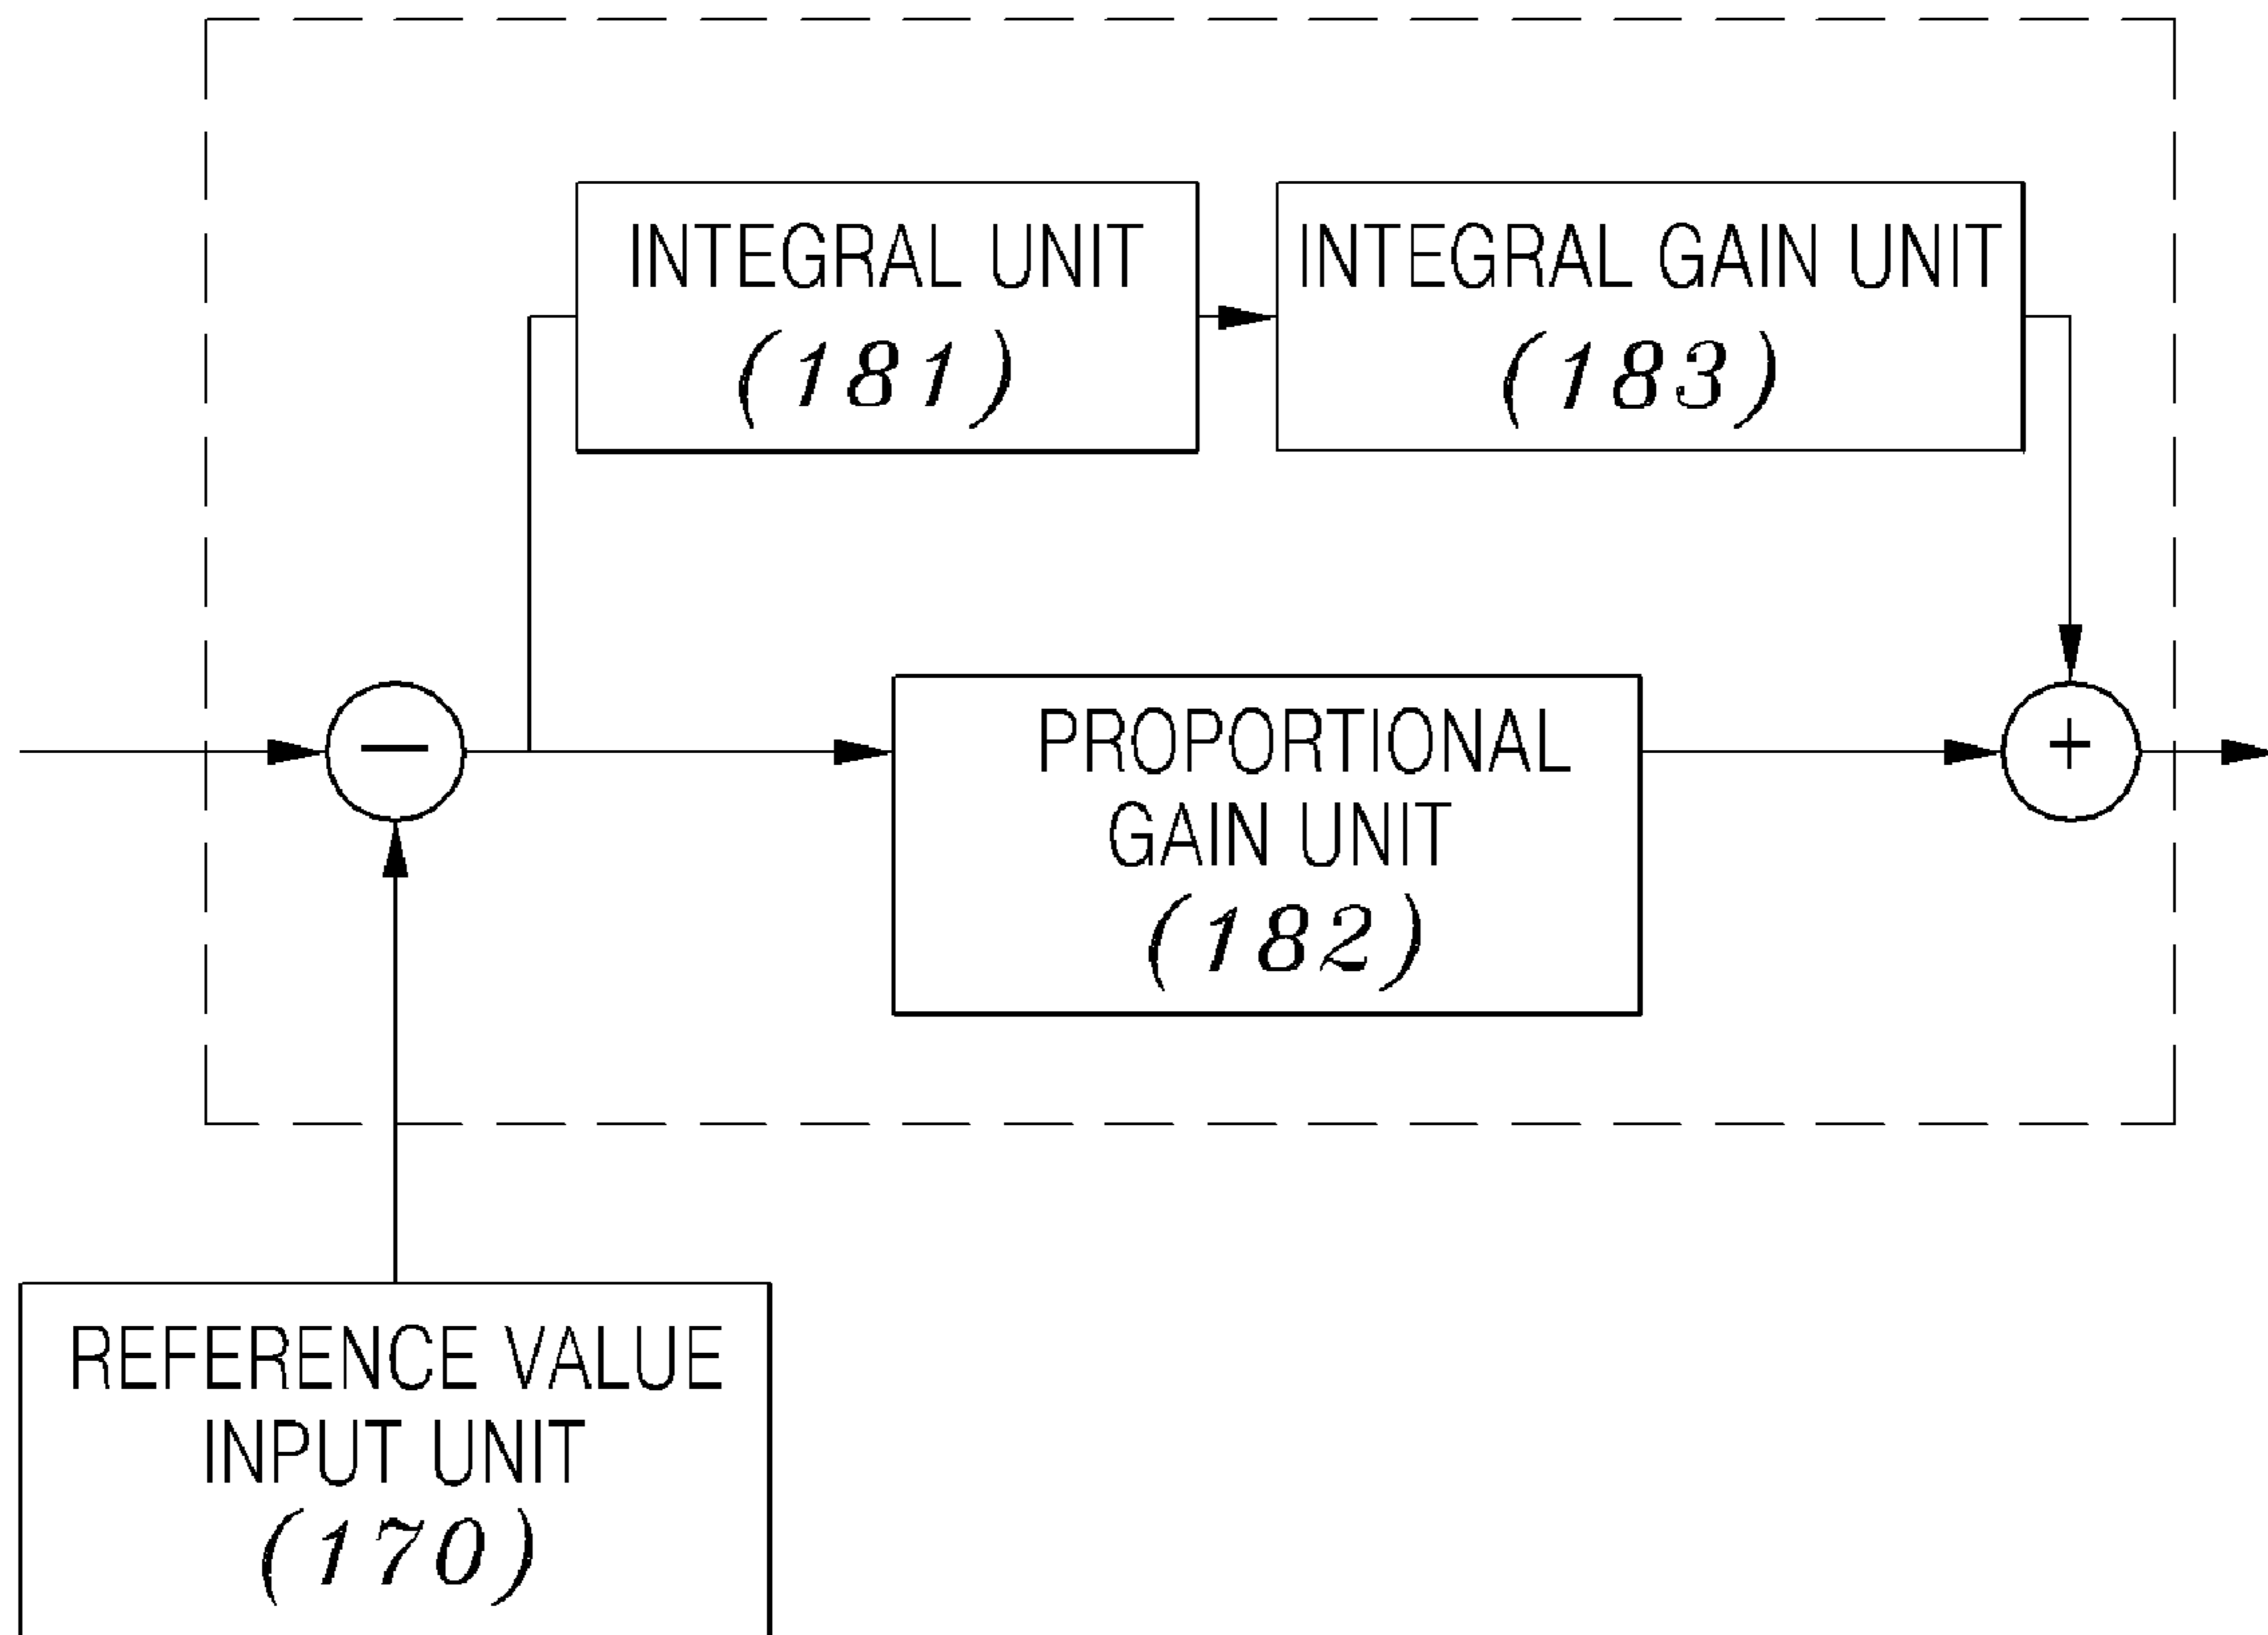 INTEGRAL UNIT
(181)
INTEGRAL GAIN UNIT
(183)
−
PROPORTIONAL
GAIN UNIT
(182)
+
REFERENCE VALUE
INPUT UNIT
(170)